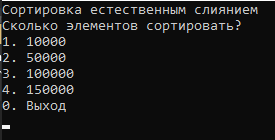 Сортировка естественным слиянием
Сколько элементов сортировать?
1. 10000
2. 50000
3. 100000
4. 150000
0. Выход